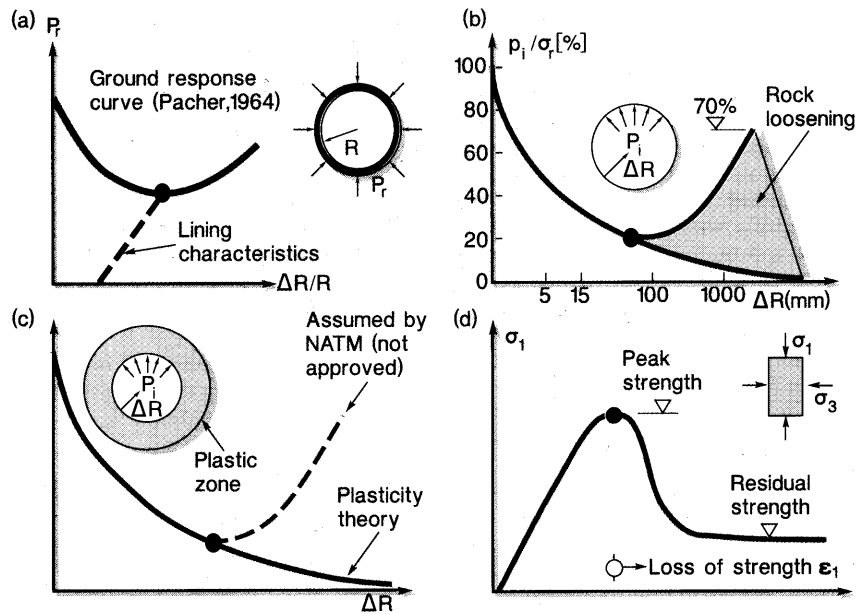 (a)
Pr
Ground response
curve (Pacher,1964)
R
Pr
Lining
characteristics
ΔR/R
(b)
pi/σr[%]
100
80
60
40
20
0
70%
Rock
loosening
Pi
ΔR
5
15
100
1000
ΔR(mm)
(c)
Assumed by
NATM (not
approved)
Pi
ΔR
Plastic
zone
Plasticity
theory
ΔR
(d)
σ1
Peak
strength
σ1
σ3
Residual
strength
Loss of strength ε1